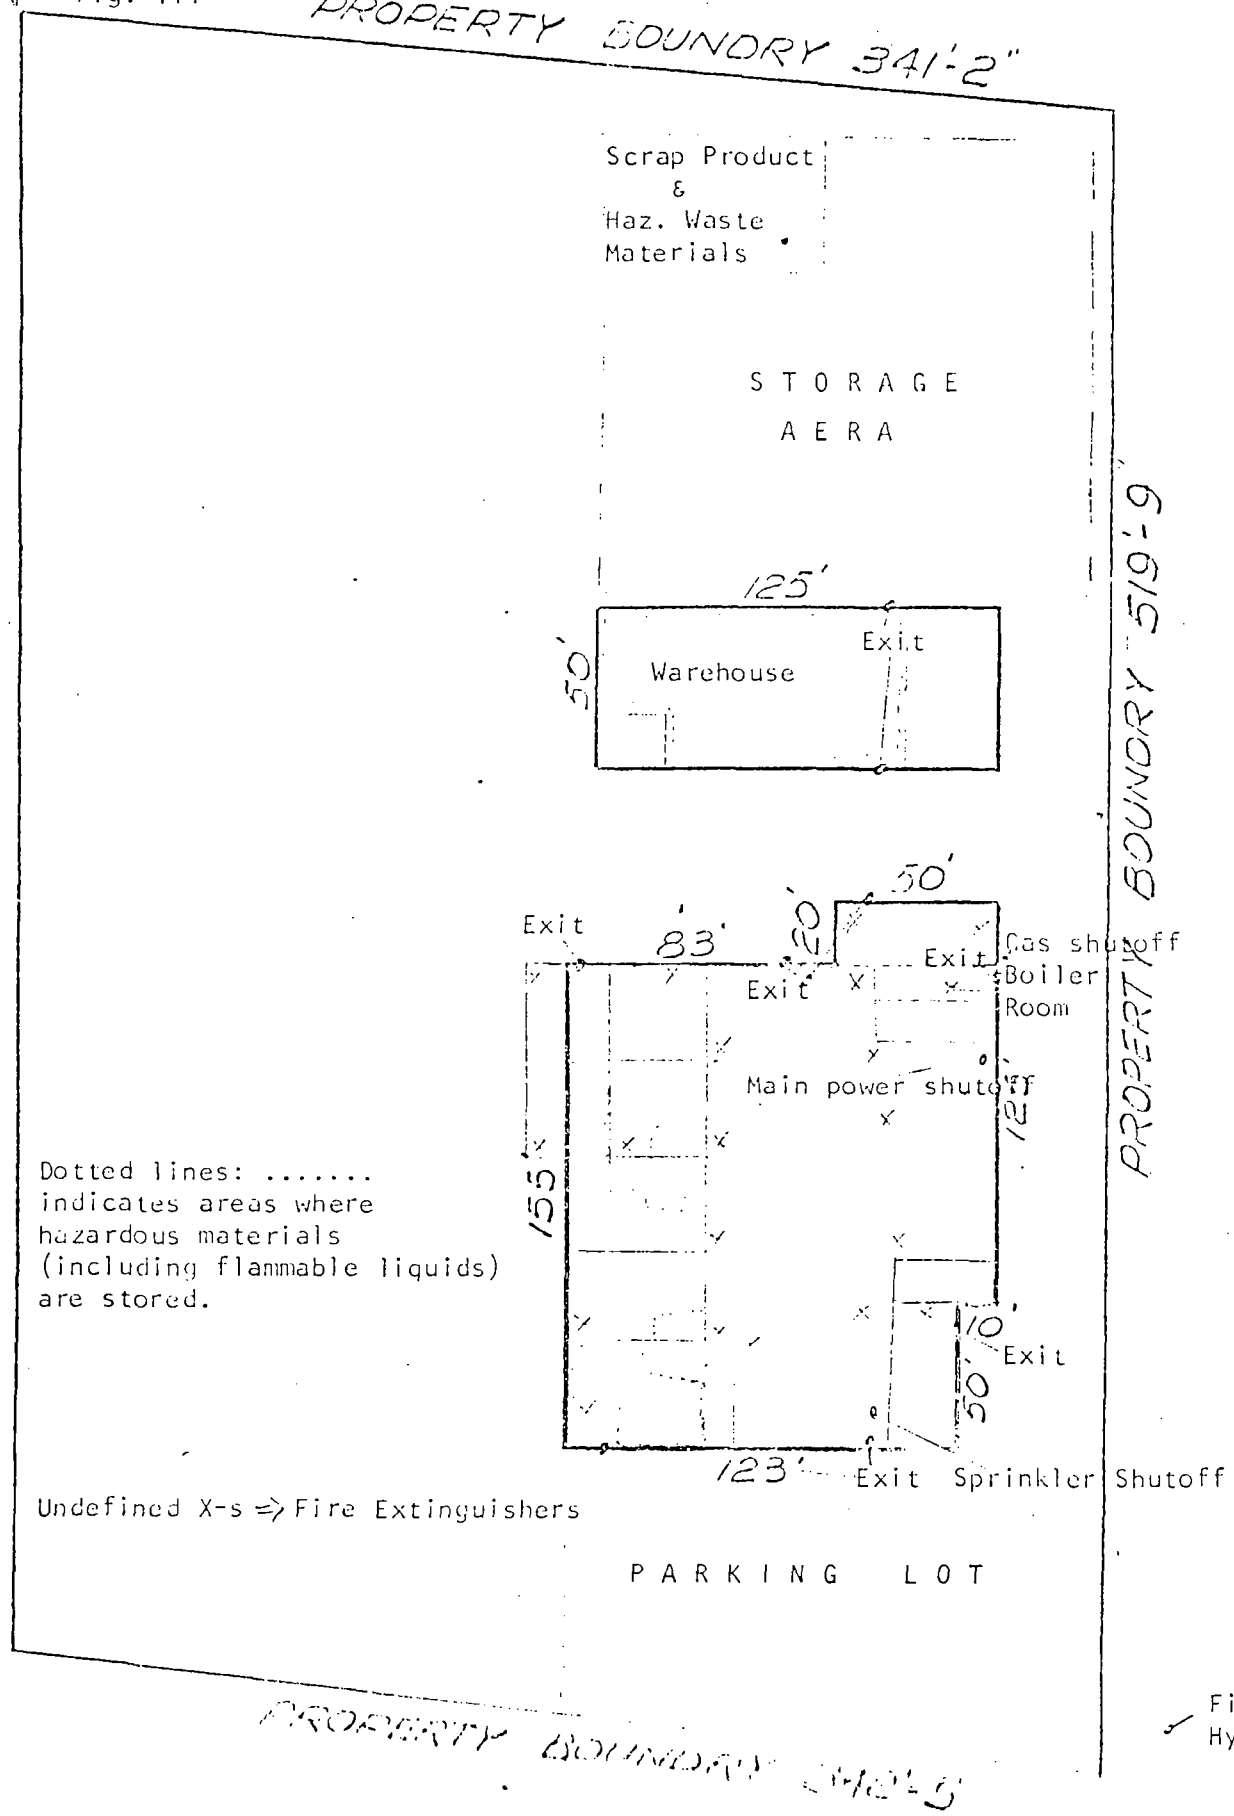 PROPERTY BOUNDRY 341'-2"
Scrap Product
&
Haz. Waste
Materials
STORAGE
AERA
125'
50'
Exit
Warehouse
PROPERTY BOUNDRY 519'-9"
50'
20'
Exit
83'
Exit
Exit
Gas shutoff
Boiler
Room
Main power shutoff
155'
Dotted lines: .......
indicates areas where
hazardous materials
(including flammable liquids)
are stored.
10'
Exit
50'
123'
Exit
Sprinkler Shutoff
Undefined X-s => Fire Extinguishers
PARKING LOT
PROPERTY BOUNDRY